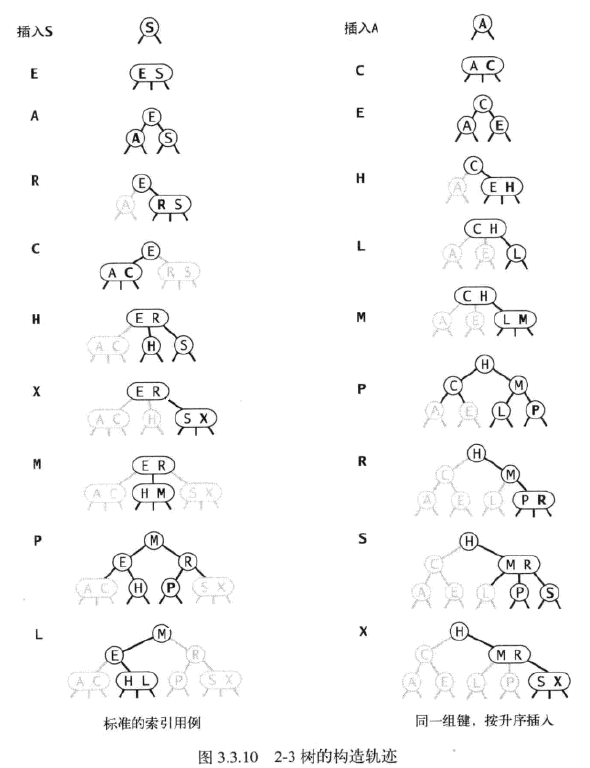 插入S S
E E S
A E
A S
R E
A R S
C E
A C R S
H E R
A C H S
X E R
A C H S X
M E R
A C H M S X
P M
E R
A C H P S X
L M
E R
A C H L P S X
标准的索引用例
插入A A
C A C
E C
A E
H C
A E H
L C H
A E L
M C H
A E L M
P H
C M
A E L P
R H
C M
A E L P R
S H
C M R
A E L P S
X H
C M R
A E L P S X
同一组键，按升序插入
图 3.3.10 2-3 树的构造轨迹